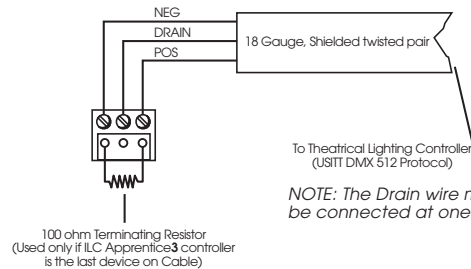 NEG
DRAIN
POS
18 Gauge, Shielded twisted pair
To Theatrical Lighting Controller
(USITT DMX 512 Protocol)
NOTE: The Drain wire
be connected at one
100 ohm Terminating Resistor
(Used only if ILC Apprentice3 controller
is the last device on Cable)